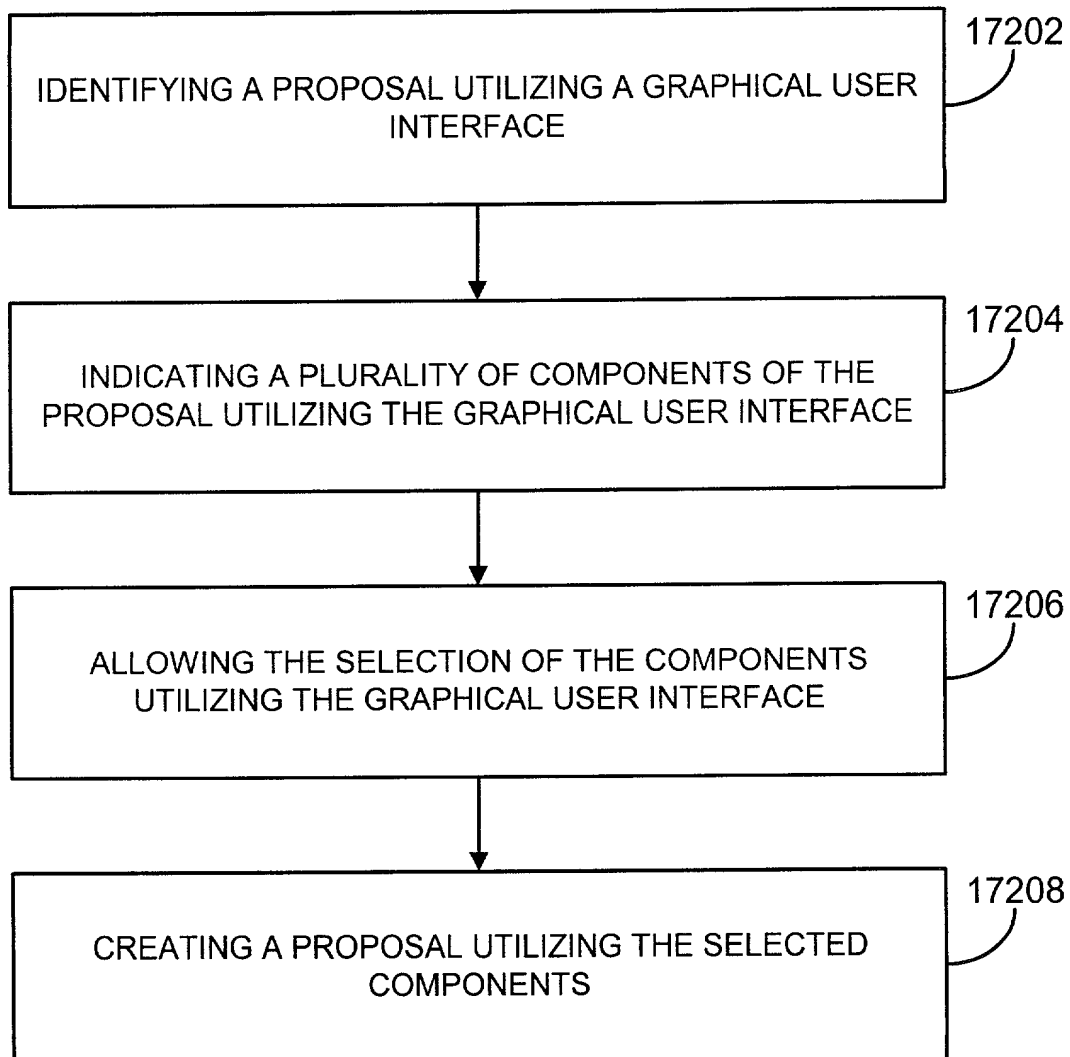 17202
IDENTIFYING A PROPOSAL UTILIZING A GRAPHICAL USER
INTERFACE
17204
INDICATING A PLURALITY OF COMPONENTS OF THE
PROPOSAL UTILIZING THE GRAPHICAL USER INTERFACE
17206
ALLOWING THE SELECTION OF THE COMPONENTS
UTILIZING THE GRAPHICAL USER INTERFACE
17208
CREATING A PROPOSAL UTILIZING THE SELECTED
COMPONENTS